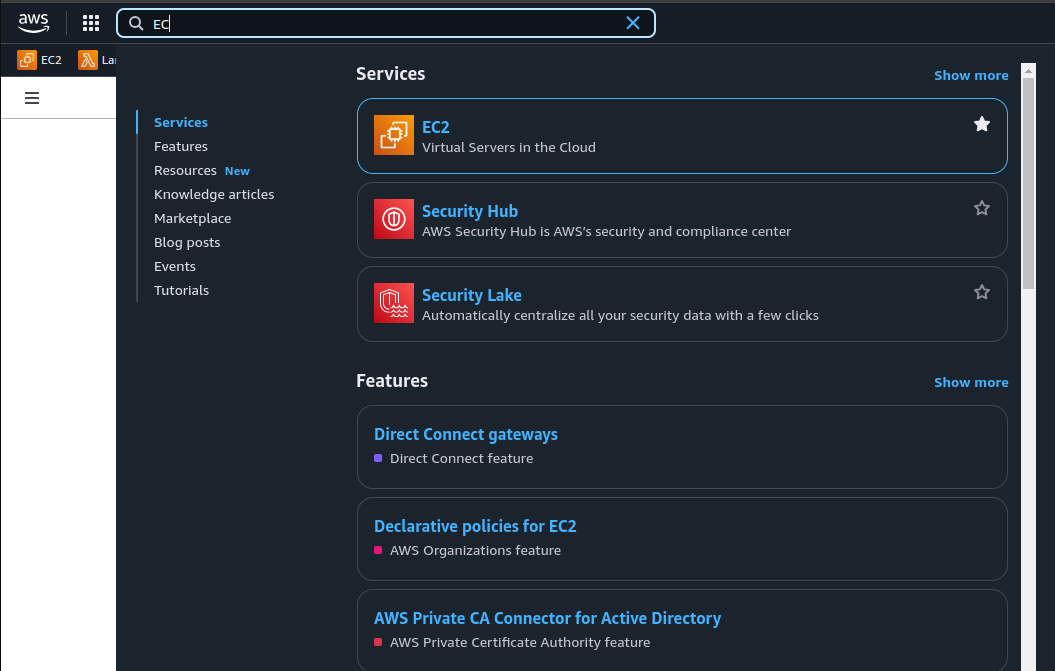 aws
EC
EC2
La
Services
Show more
Services
Features
Resources New
Knowledge articles
Marketplace
Blog posts
Events
Tutorials
EC2
Virtual Servers in the Cloud
Security Hub
AWS Security Hub is AWS's security and compliance center
Security Lake
Automatically centralize all your security data with a few clicks
Features
Show more
Direct Connect gateways
Direct Connect feature
Declarative policies for EC2
AWS Organizations feature
AWS Private CA Connector for Active Directory
AWS Private Certificate Authority feature